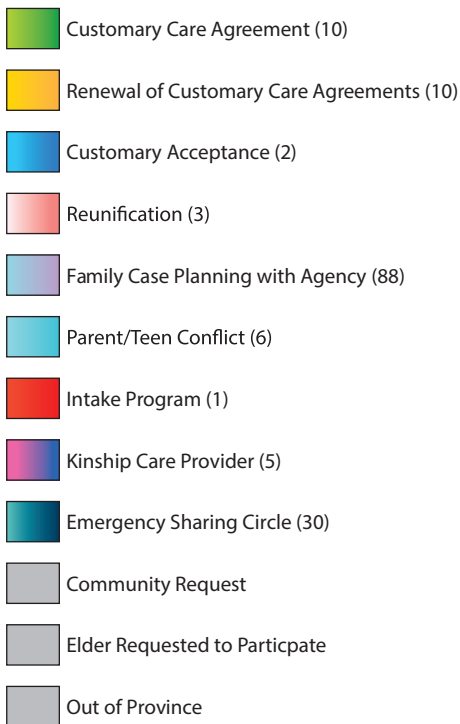 Customary Care Agreement (10)
Renewal of Customary Care Agreements (10)
Customary Acceptance (2)
Reunification (3)
Family Case Planning with Agency (88)
Parent/Teen Conflict (6)
Intake Program (1)
Kinship Care Provider (5)
Emergency Sharing Circle (30)
Community Request
Elder Requested to Particpate
Out of Province